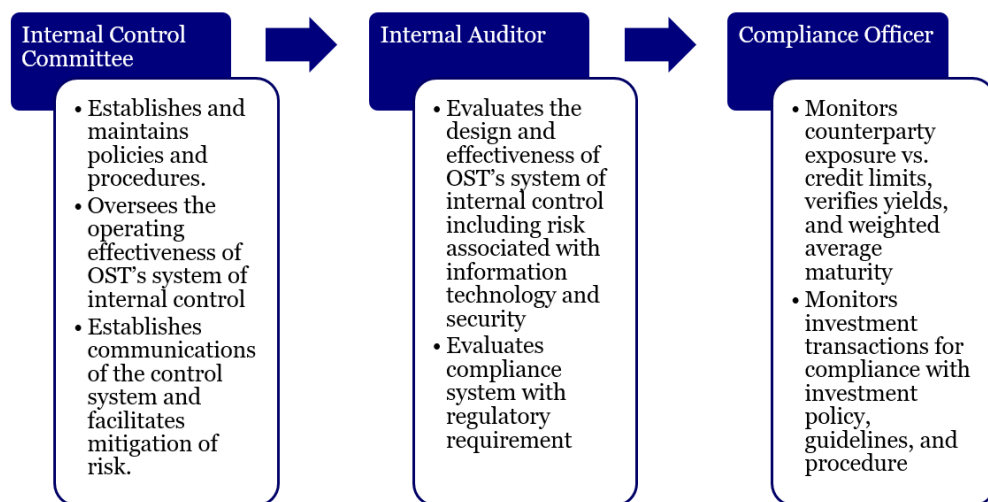 Internal Control
Committee
• Establishes and
maintains
policies and
procedures.
• Oversees the
operating
effectiveness of
OST’s system of
internal control
• Establishes
communications
of the control
system and
facilitates
mitigation of
risk.
Internal Auditor
• Evaluates the
design and
effectiveness of
OST’s system of
internal control
including risk
associated with
information
technology and
security
• Evaluates
compliance
system with
regulatory
requirement
Compliance Officer
• Monitors
counterparty
exposure vs.
credit limits,
verifies yields,
and weighted
average
maturity
• Monitors
investment
transactions for
compliance with
investment
policy,
guidelines, and
procedure